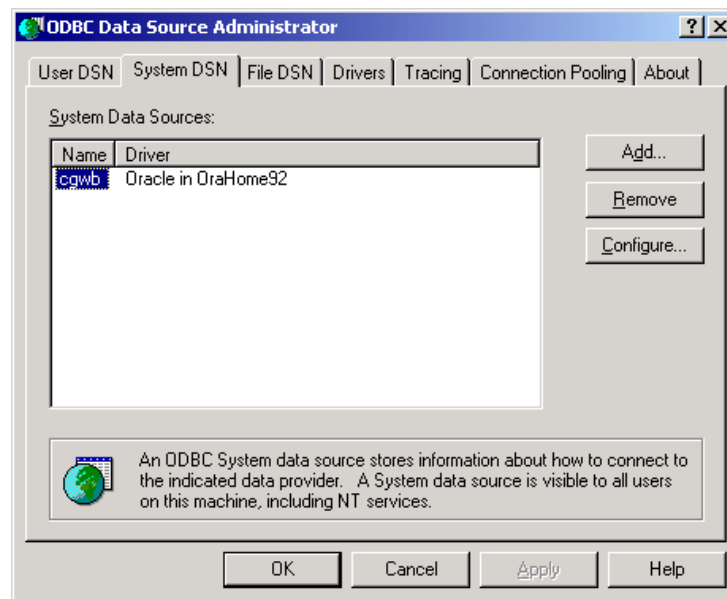 ODBC Data Source Administrator
User DSN System DSN File DSN Drivers Tracing Connection Pooling About
System Data Sources:
Name Driver
cgwb Oracle in OraHome92
Add...
Remove
Configure...
An ODBC System data source stores information about how to connect to
the indicated data provider. A System data source is visible to all users
on this machine, including NT services.
OK Cancel Apply Help